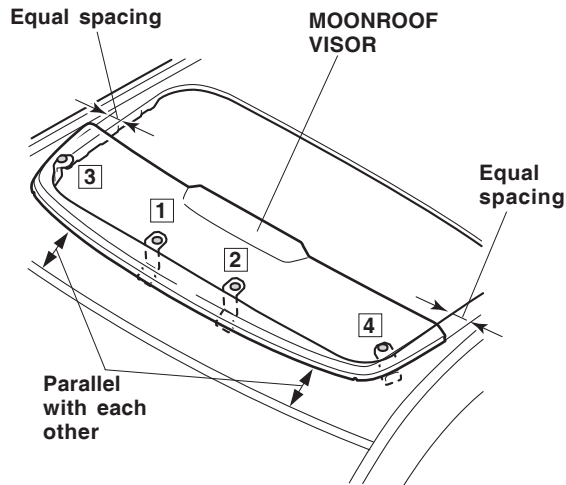 Equal spacing
MOONROOF
VISOR
3
1
2
4
Equal
spacing
Parallel
with each
other